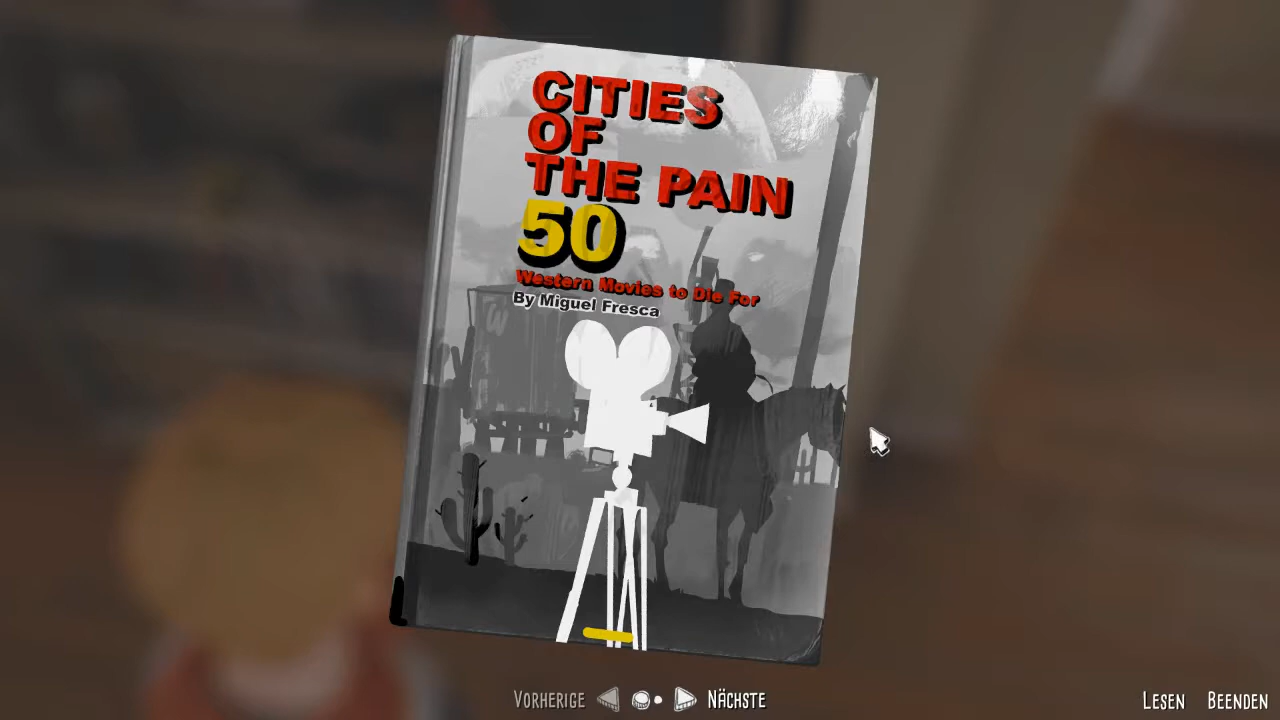 CITIES
OF
THE PAIN
50
Western Movies to Die For
By Miguel Fresca
VORHERIGE NÄCHSTE
LESEN BEENDEN